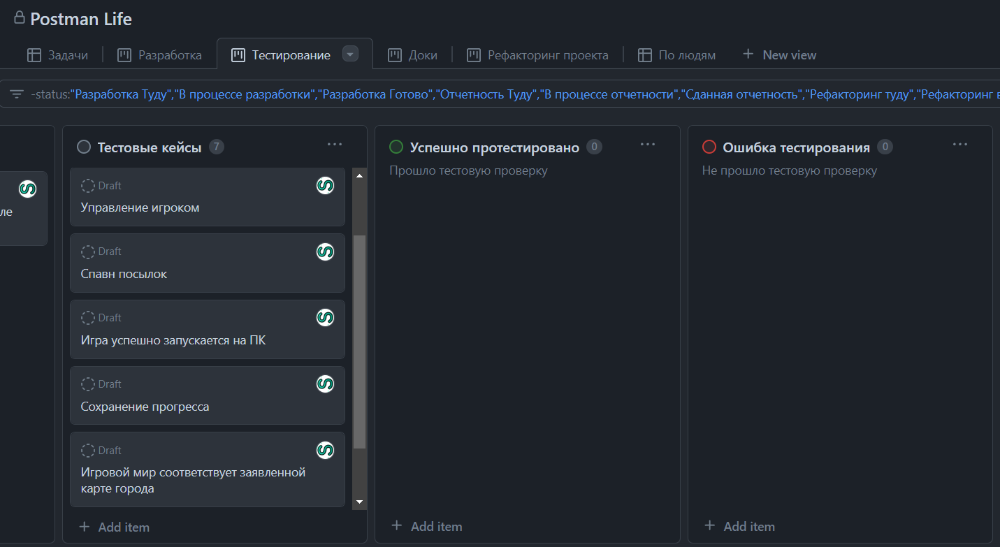 Postman Life
Задачи
Разработка
Тестирование
Доки
Рефакторинг проекта
По людям
New view
-status:"Разработка Туду","В процессе разработки","Разработка Готово","Отчетность Туду","В процессе отчетности","Сданная отчетность","Рефакторинг туду","Рефакторинг в
ле
Тестовые кейсы 7
Draft
Управление игроком
Draft
Спавн посылок
Draft
Игра успешно запускается на ПК
Draft
Сохранение прогресса
Draft
Игровой мир соответствует заявленной
карте города
Add item
Успешно протестировано 0
Прошло тестовую проверку
Add item
Ошибка тестирования 0
Не прошло тестовую проверку
Add item